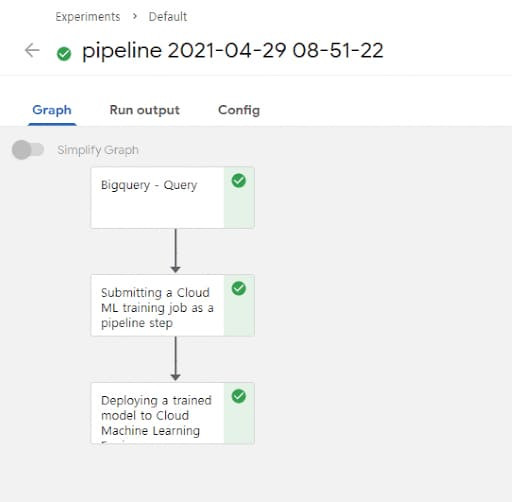 Experiments > Default
pipeline 2021-04-29 08-51-22
Graph Run output Config
Simplify Graph
Bigquery - Query
Submitting a Cloud
ML training job as a
pipeline step
Deploying a trained
model to Cloud
Machine Learning